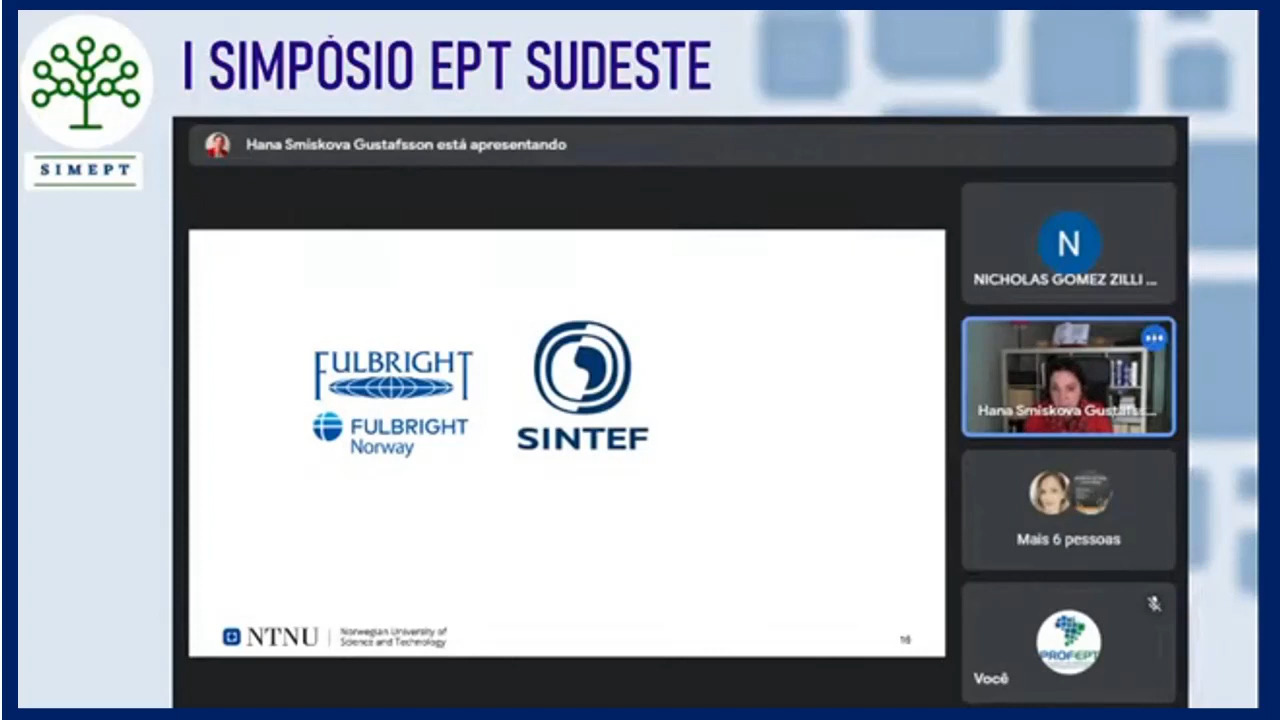 I SIMPÓSIO EPT SUDESTE
SIMEPT
Hana Smiskova Gustafsson está apresentando
N
NICHOLAS GOMEZ ZILLI ...
FULBRIGHT
FULBRIGHT
Norway
SINTEF
Hana Smiskova Gustafss...
Mais 6 pessoas
NTNU
Norwegian University of
Science and Technology
16
PROFEPT
Você